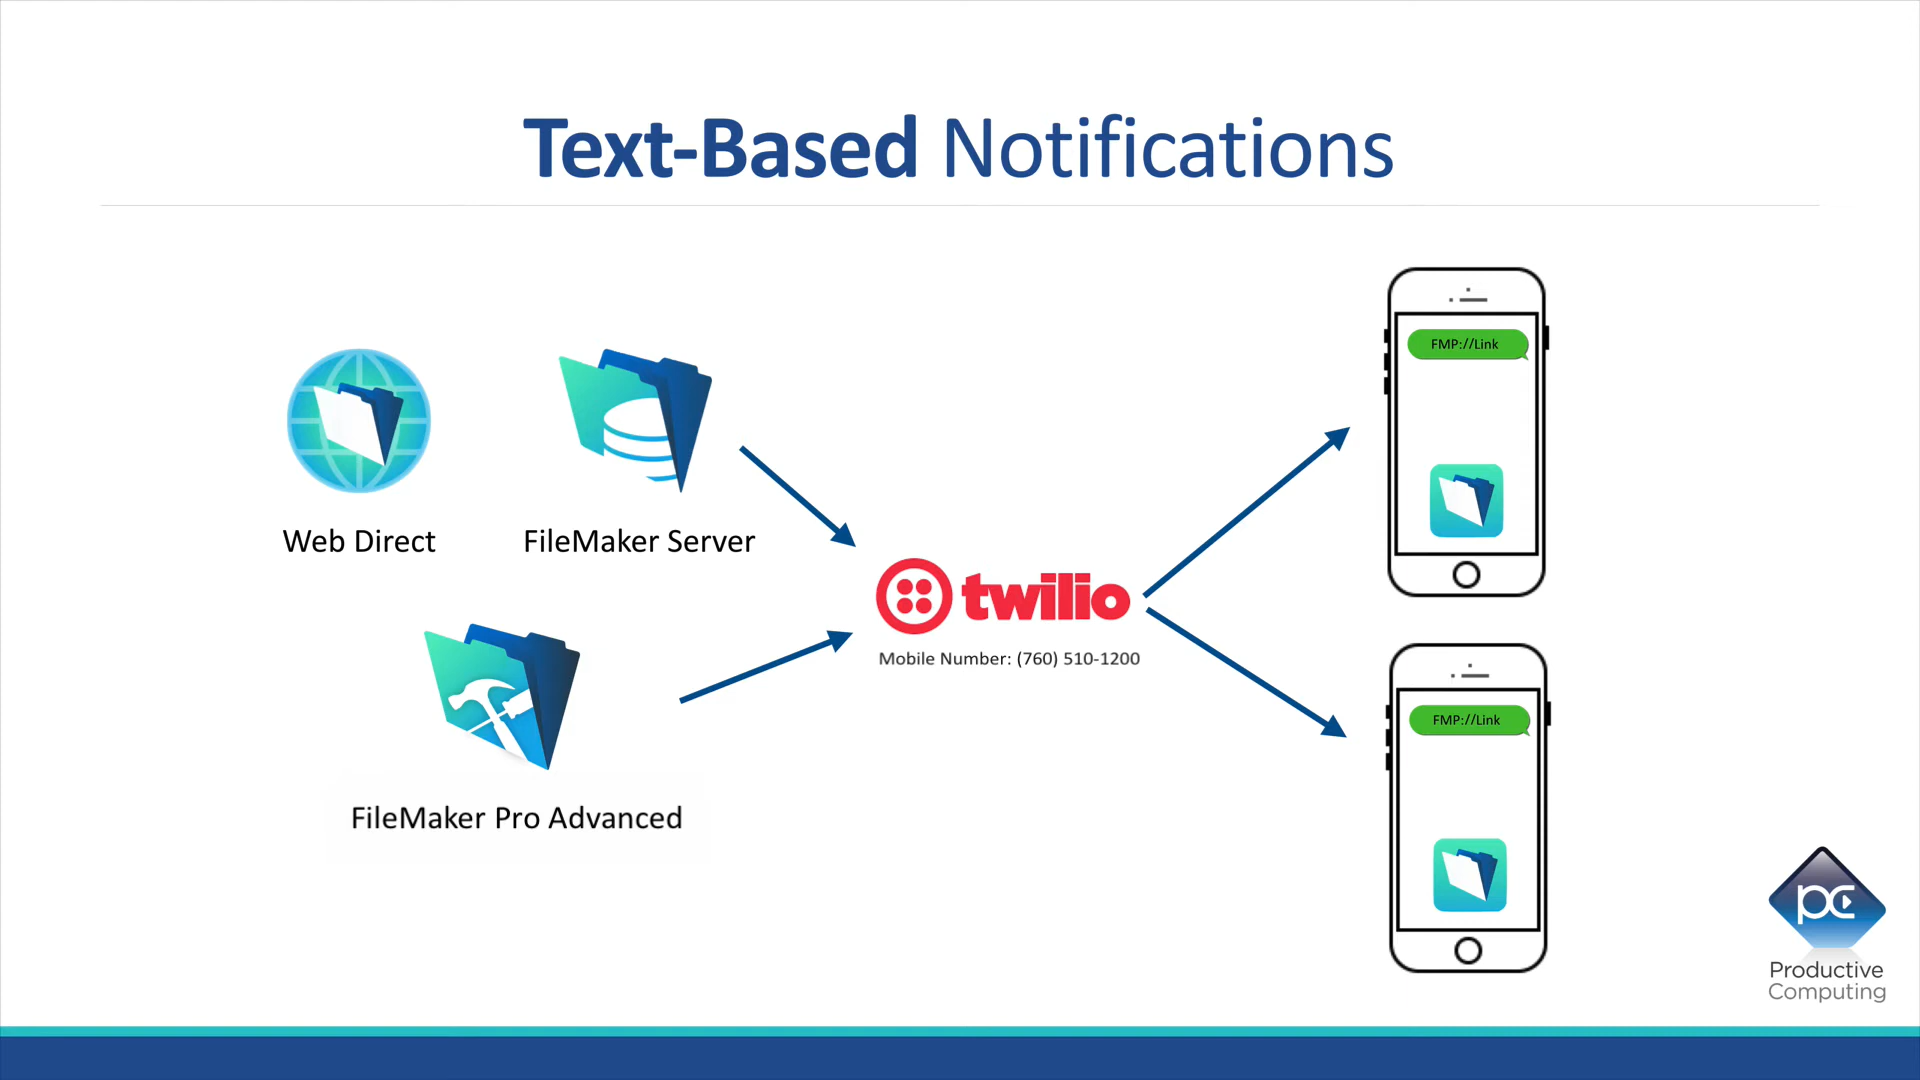 Text-Based Notifications
Web Direct
FileMaker Server
FileMaker Pro Advanced
twilio
Mobile Number: (760) 510-1200
FMP://Link
FMP://Link
pc
Productive
Computing